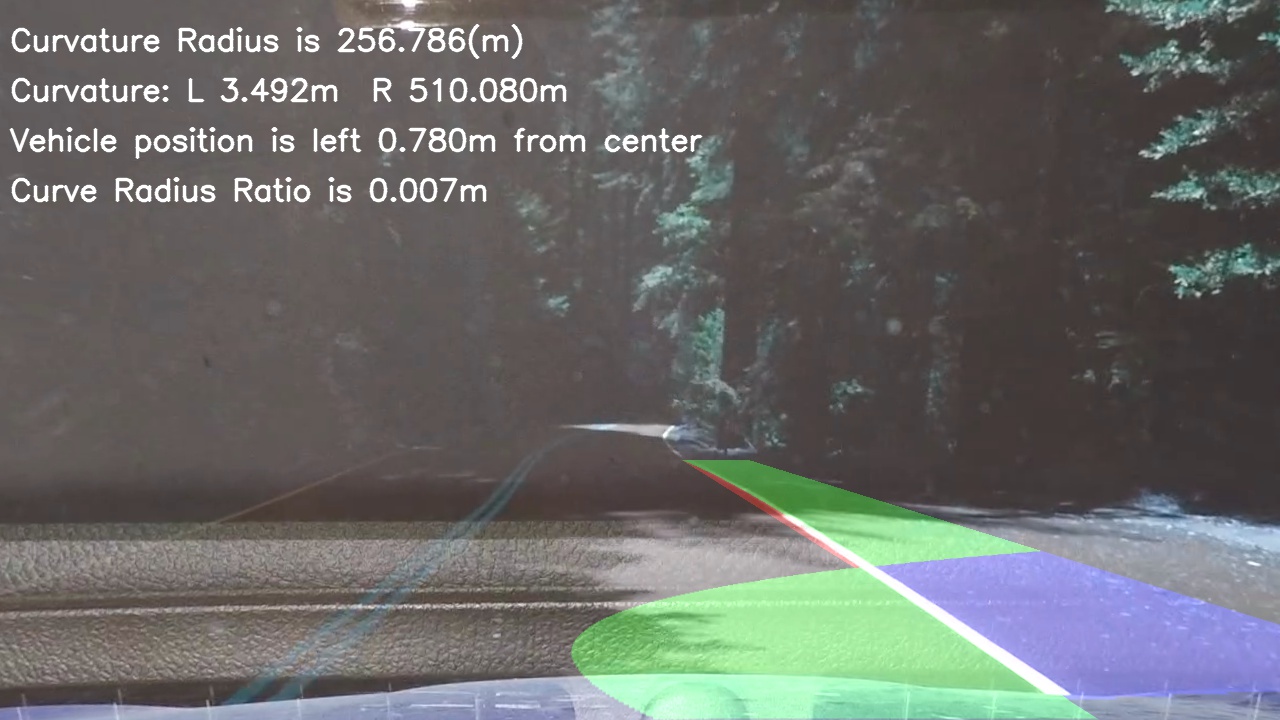 Curvature Radius is 256.786(m)
Curvature: L 3.492m R 510.080m
Vehicle position is left 0.780m from center
Curve Radius Ratio is 0.007m